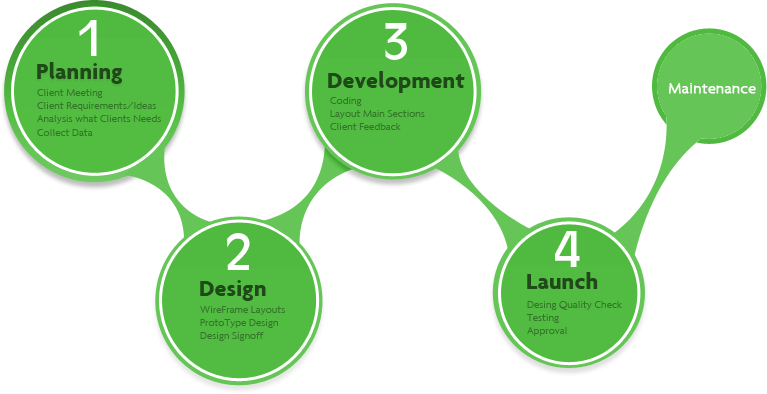 1
Planning
Client Meeting
Client Requirements/Ideas
Analysis what Clients Needs
Collect Data
2
Design
WireFrame Layouts
ProtoType Design
Design Signoff
3
Development
Coding
Layout Main Sections
Client Feedback
4
Launch
Desing Quality Check
Testing
Approval
Maintenance